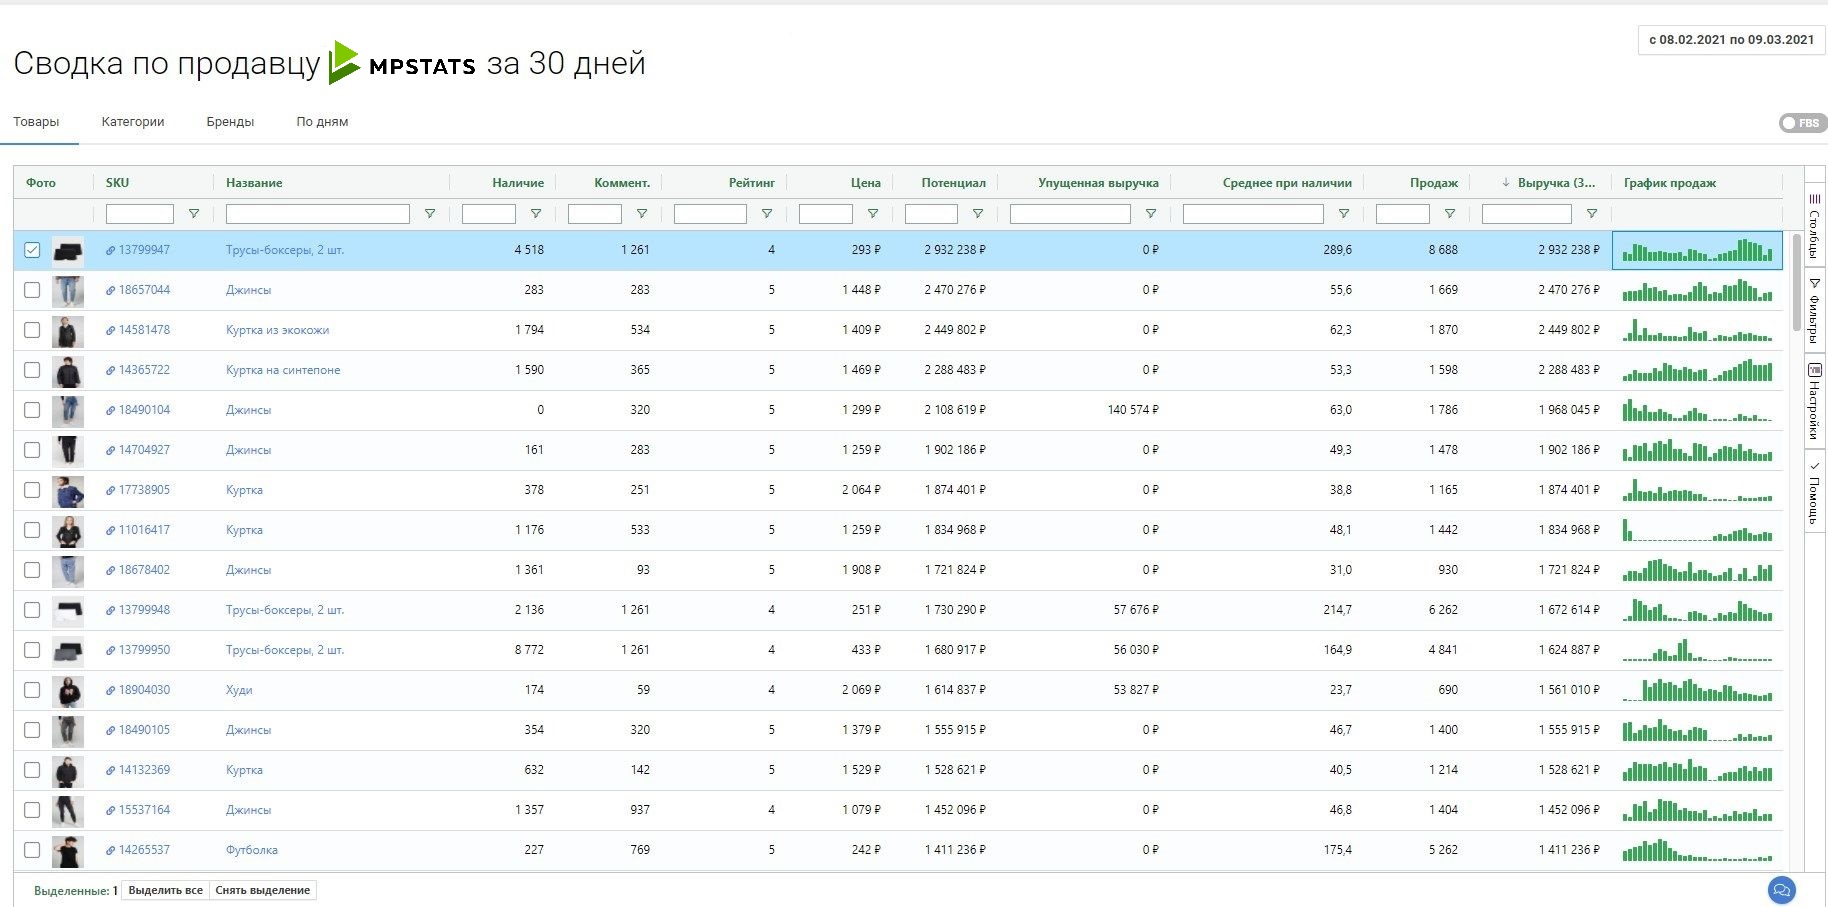 с 08.02.2021 по 09.03.2021
Сводка по продавцу MPSTATS за 30 дней
Товары Категории Бренды По дням
FBS
Фото SKU Название Наличие Коммент. Рейтинг Цена Потенциал Упущенная выручка Среднее при наличии Продаж ↓ Выручка (3... График продаж
13799947 Трусы-боксеры, 2 шт. 4 518 1 261 4 293 ₽ 2 932 238 ₽ 0 ₽ 289,6 8 688 2 932 238 ₽
18657044 Джинсы 283 283 5 1 448 ₽ 2 470 276 ₽ 0 ₽ 55,6 1 669 2 470 276 ₽
14581478 Куртка из экокожи 1 794 534 5 1 409 ₽ 2 449 802 ₽ 0 ₽ 62,3 1 870 2 449 802 ₽
14365722 Куртка на синтепоне 1 590 365 5 1 469 ₽ 2 288 483 ₽ 0 ₽ 53,3 1 598 2 288 483 ₽
18490104 Джинсы 0 320 5 1 299 ₽ 2 108 619 ₽ 140 574 ₽ 63,0 1 786 1 968 045 ₽
14704927 Джинсы 161 283 5 1 259 ₽ 1 902 186 ₽ 0 ₽ 49,3 1 478 1 902 186 ₽
17738905 Куртка 378 251 5 2 064 ₽ 1 874 401 ₽ 0 ₽ 38,8 1 165 1 874 401 ₽
11016417 Куртка 1 176 533 5 1 259 ₽ 1 834 968 ₽ 0 ₽ 48,1 1 442 1 834 968 ₽
18678402 Джинсы 1 361 93 5 1 908 ₽ 1 721 824 ₽ 0 ₽ 31,0 930 1 721 824 ₽
13799948 Трусы-боксеры, 2 шт. 2 136 1 261 4 251 ₽ 1 730 290 ₽ 57 676 ₽ 214,7 6 262 1 672 614 ₽
13799950 Трусы-боксеры, 2 шт. 8 772 1 261 4 433 ₽ 1 680 917 ₽ 56 030 ₽ 164,9 4 841 1 624 887 ₽
18904030 Худи 174 59 4 2 069 ₽ 1 614 837 ₽ 53 827 ₽ 23,7 690 1 561 010 ₽
18490105 Джинсы 354 320 5 1 379 ₽ 1 555 915 ₽ 0 ₽ 46,7 1 400 1 555 915 ₽
14132369 Куртка 632 142 5 1 529 ₽ 1 528 621 ₽ 0 ₽ 40,5 1 214 1 528 621 ₽
15537164 Джинсы 1 357 937 4 1 079 ₽ 1 452 096 ₽ 0 ₽ 46,8 1 404 1 452 096 ₽
14265537 Футболка 227 769 5 242 ₽ 1 411 236 ₽ 0 ₽ 175,4 5 262 1 411 236 ₽
Столбцы
Фильтры
Настройки
Помощь
Выделенные: 1 Выделить все Снять выделение